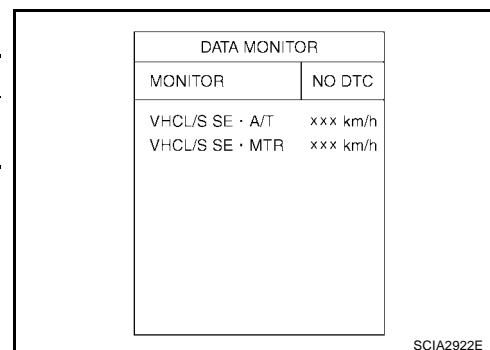 DATA MONITOR
MONITOR NO DTC
VHCL/S SE · A/T xxx km/h
VHCL/S SE · MTR xxx km/h
SCIA2922E